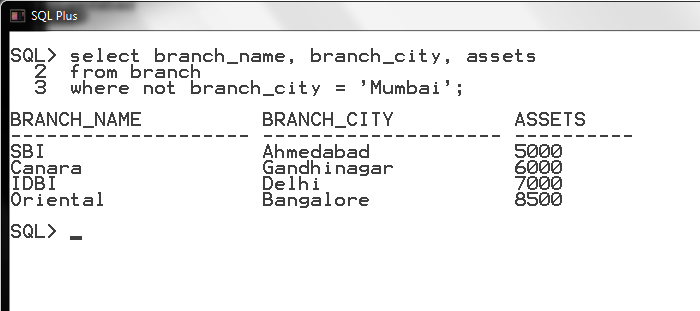 SQL Plus
SQL> select branch_name, branch_city, assets
2 from branch
3 where not branch_city = 'Mumbai';
BRANCH_NAME BRANCH_CITY ASSETS
-------------------- -------------------- ----------
SBI Ahmedabad 5000
Canara Gandhinagar 6000
IDBI Delhi 7000
Oriental Bangalore 8500
SQL> _